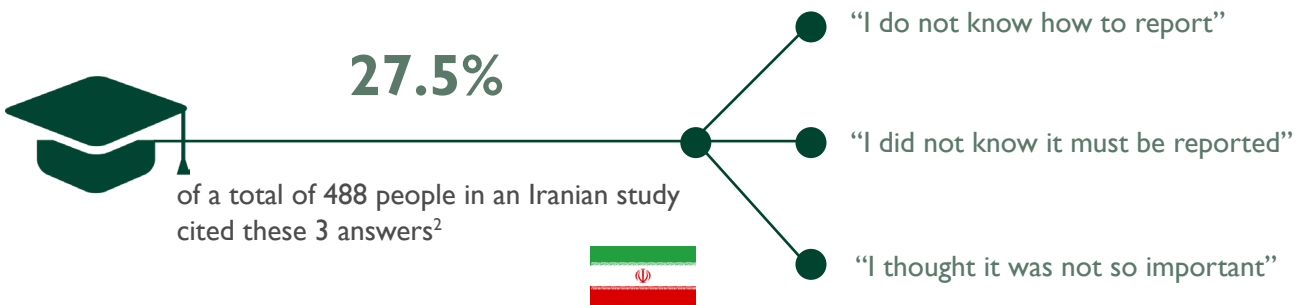 27.5%
of a total of 488 people in an Iranian study
cited these 3 answers²
“I do not know how to report”
“I did not know it must be reported”
“I thought it was not so important”